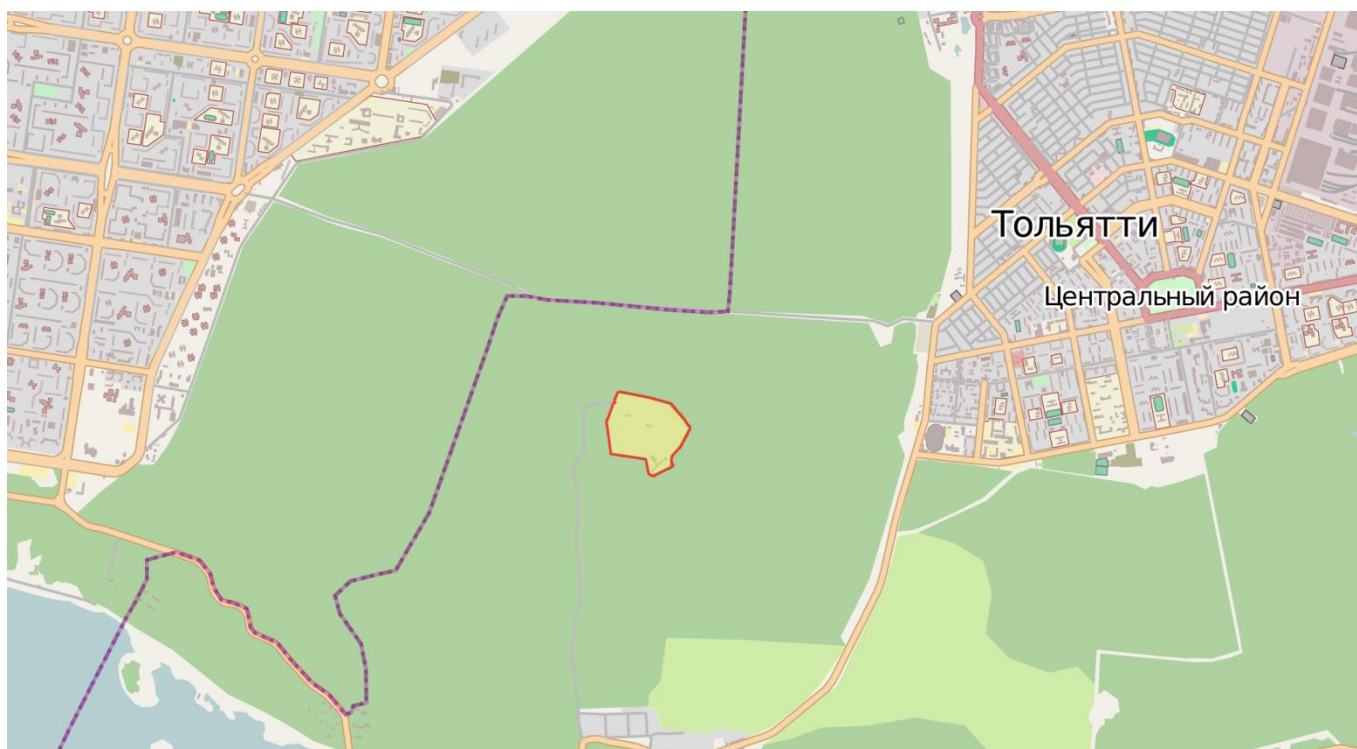 Тольятти
Центральный район